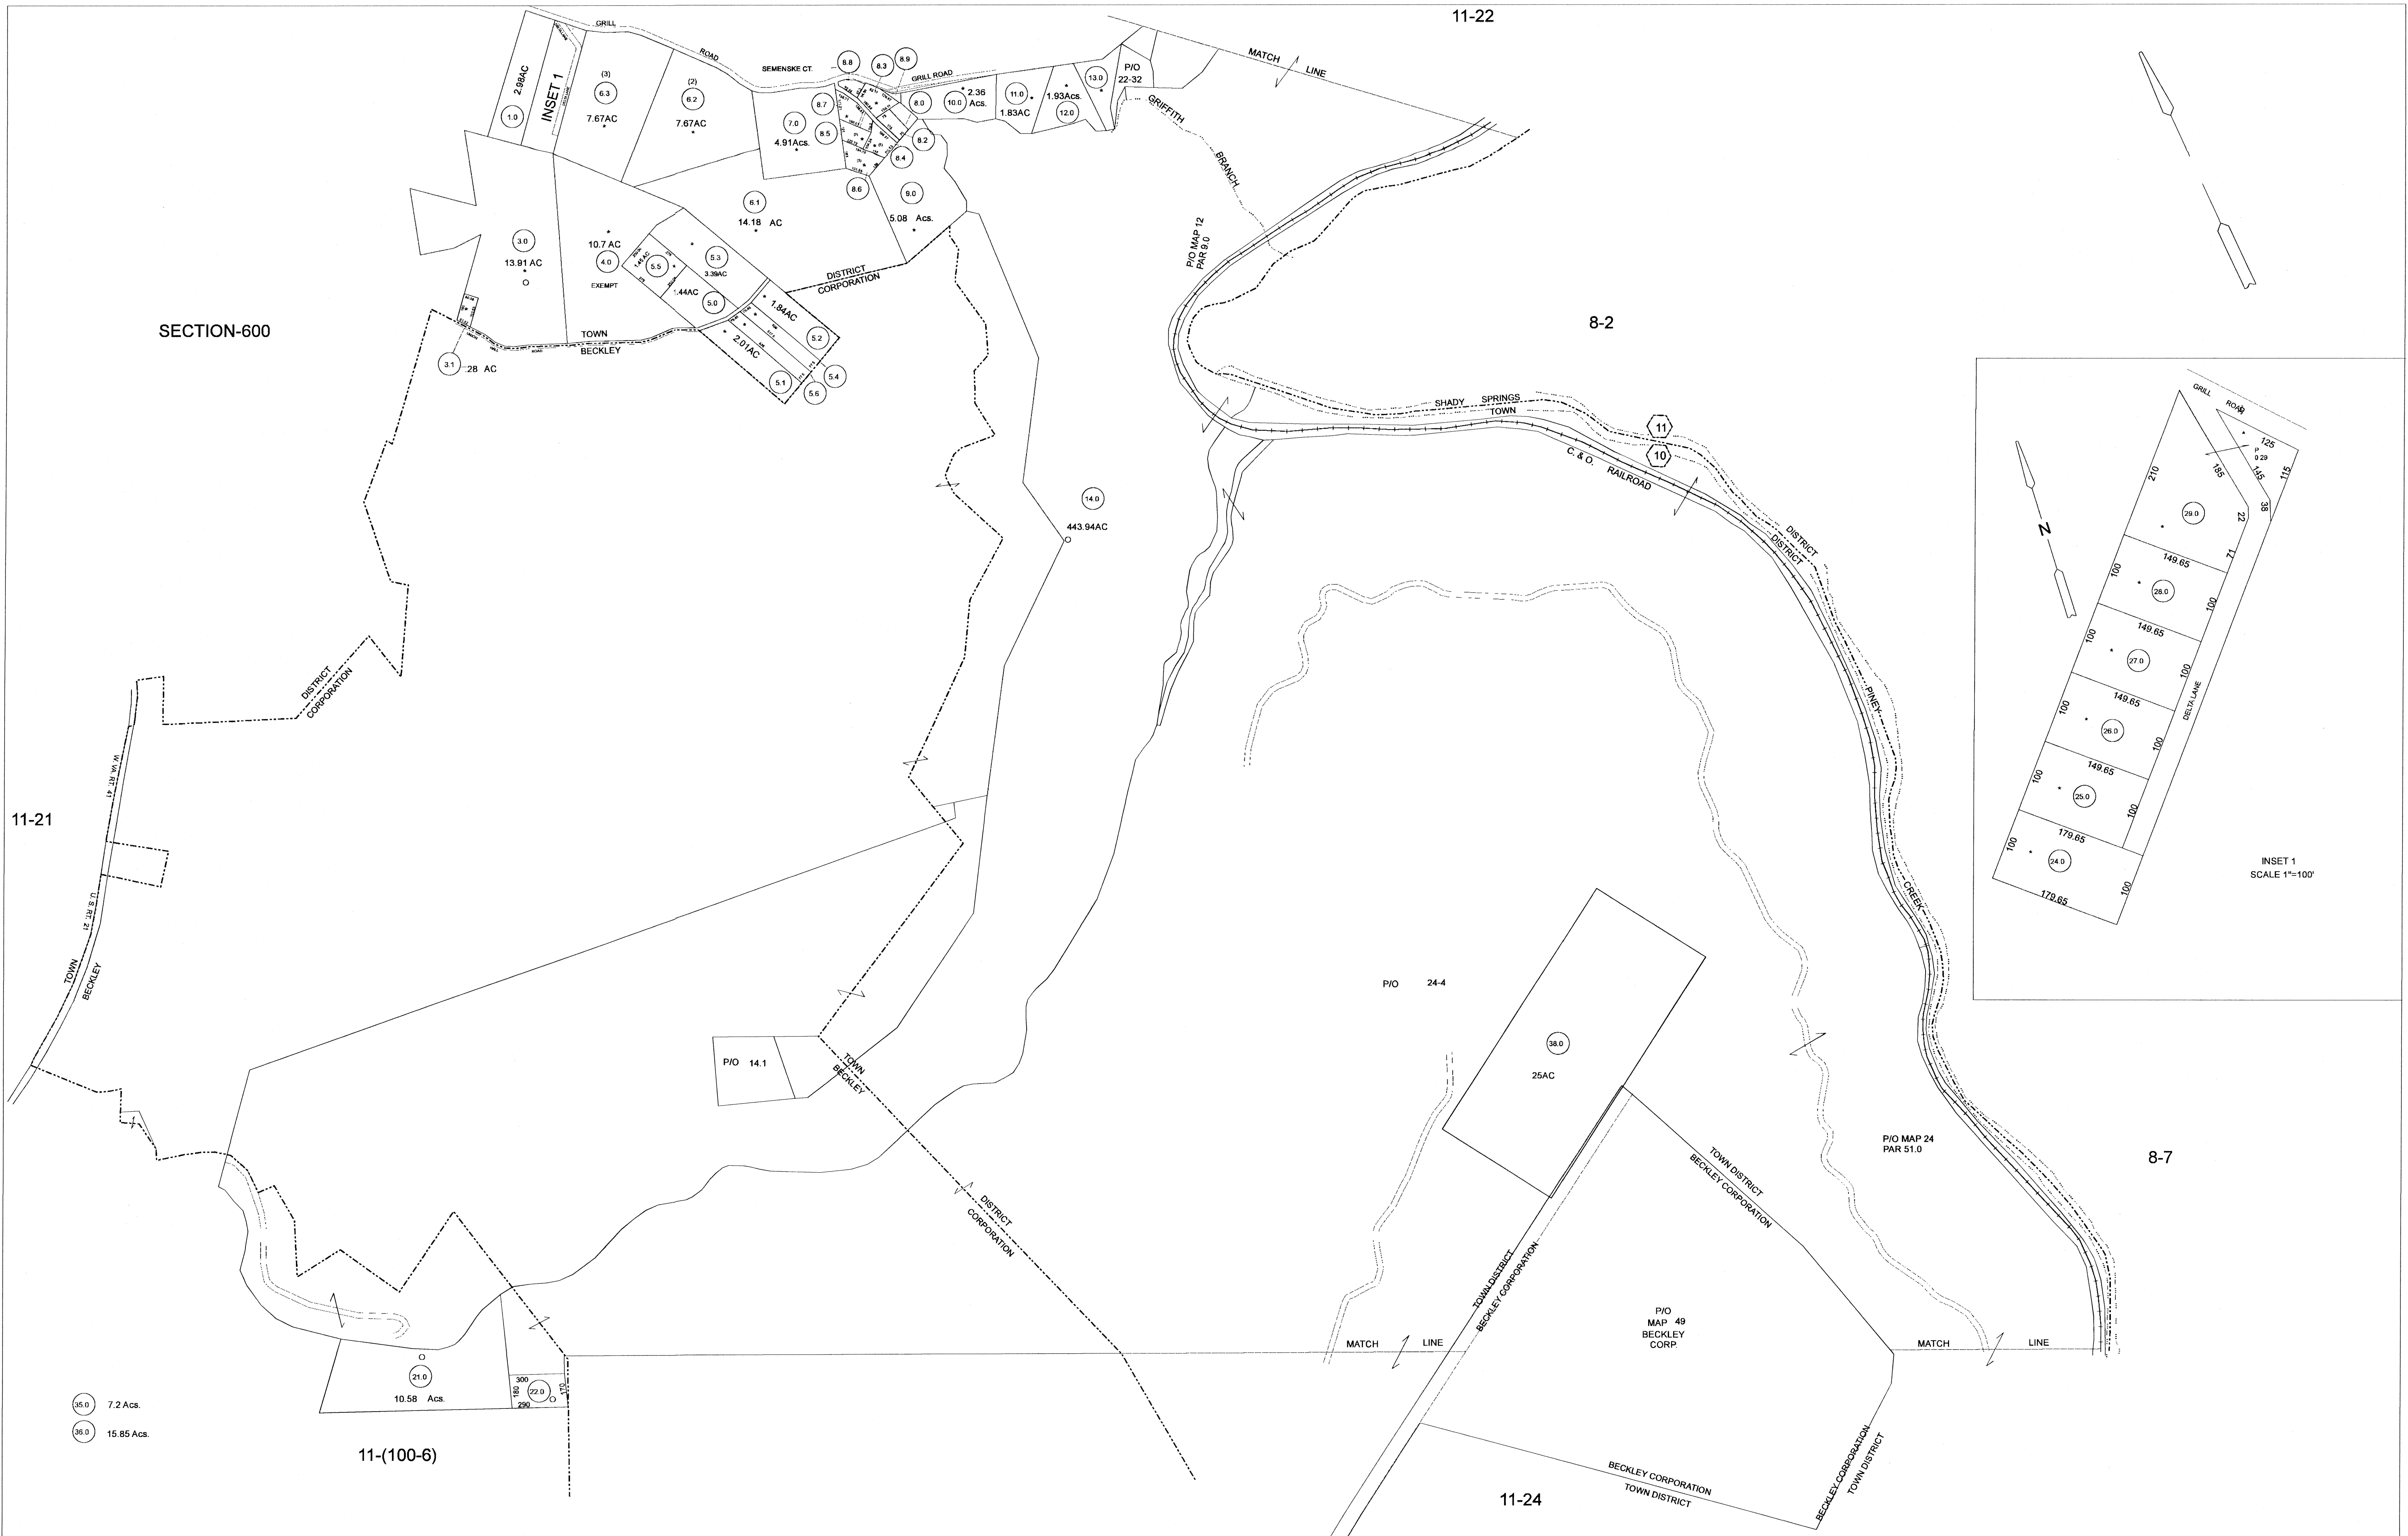 11-22
GRILL
ROAD
SEMENSKE CT.
GRILL ROAD
MATCH LINE
2.98AC
1.0
INSET 1
(3)
6.3
7.67AC
(2)
6.2
7.67AC
7.0
4.91Acs.
8.8
8.3
8.9
8.7
8.5
8.0
8.2
8.4
8.6
2.36
10.0 Acs.
11.0
1.83AC
1.93Acs.
12.0
13.0
P/O
22-32
GRIFFITH
BRANCH
9.0
5.08 Acs.
6.1
14.18 AC
3.0
13.91 AC
10.7 AC
4.0
EXEMPT
1.45 AC
5.5
5.3
3.39AC
1.44AC
5.0
1.84AC
5.2
2.01AC
5.1
5.4
5.6
DISTRICT
CORPORATION
TOWN
BECKLEY
ROAD
3.1
.28 AC
SECTION-600
P/O MAP 12
PAR 9.0
8-2
SHADY SPRINGS
TOWN
11
10
C. & O. RAILROAD
DISTRICT
DISTRICT
PINEY
CREEK
14.0
443.94AC
DISTRICT
CORPORATION
W. VA. RT. 41
U.S. RT. 21
TOWN
BECKLEY
11-21
GRILL ROAD
125
P
0 29
145
115
38
185
210
22
29.0
71
149.65
100
28.0
100
149.65
100
27.0
100
149.65
100
26.0
100
149.65
100
25.0
100
179.65
100
24.0
100
179.65
DELTA LANE
N
INSET 1
SCALE 1"=100'
P/O 24-4
38.0
25AC
P/O 14.1
TOWN
BECKLEY
DISTRICT
CORPORATION
TOWN DISTRICT
BECKLEY CORPORATION
TOWN DISTRICT
BECKLEY CORPORATION
P/O MAP 24
PAR 51.0
8-7
P/O
MAP 49
BECKLEY
CORP.
MATCH LINE
MATCH LINE
21.0
10.58 Acs.
300
180
22.0
170
290
35.0 7.2 Acs.
36.0 15.85 Acs.
11-(100-6)
BECKLEY CORPORATION
TOWN DISTRICT
BECKLEY CORPORATION
TOWN DISTRICT
11-24